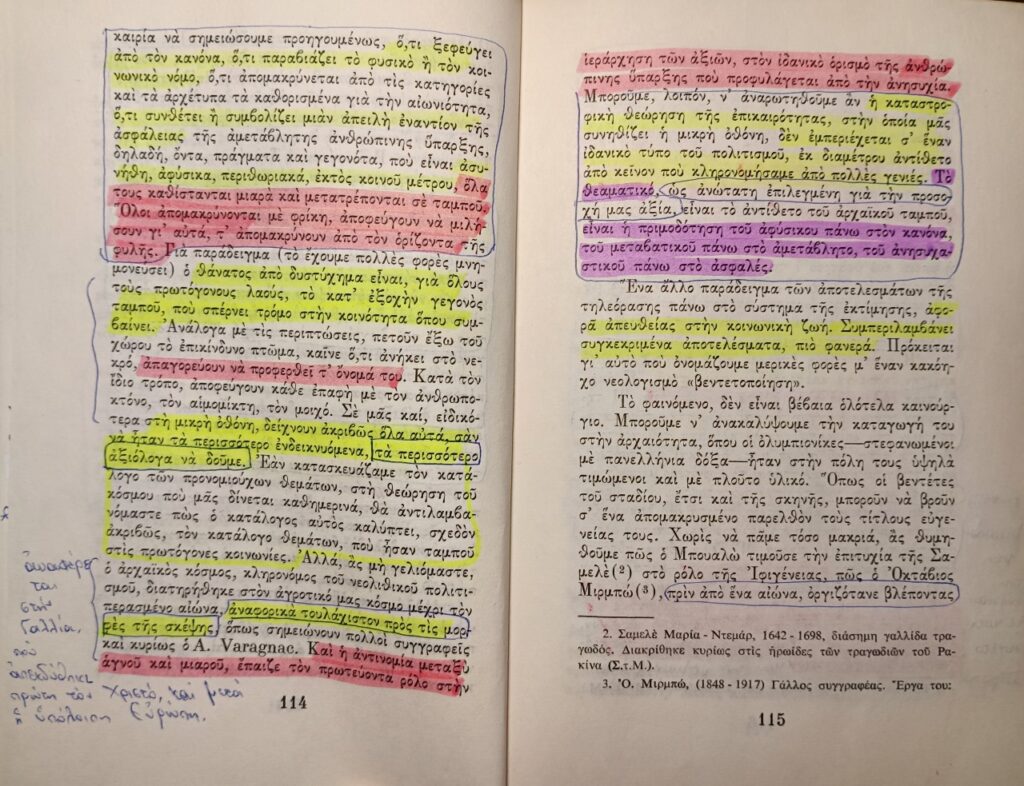 καιρία νὰ σημειώσουμε προηγουμένως, ὅ,τι ξεφεύγει
ἀπὸ τὸν κανόνα, ὅ,τι παραβιάζει τὸ φυσικὸ ἢ τὸν κοι-
νωνικὸ νόμο, ὅ,τι ἀπομακρύνεται ἀπὸ τὶς κατηγορίες
καὶ τὰ ἀρχέτυπα τὰ καθορισμένα γιὰ τὴν αἰωνιότητα,
ὅ,τι συνθέτει ἢ συμβολίζει μιὰν ἀπειλὴ ἐναντίον τῆς
ἀσφάλειας τῆς ἀμετάβλητης ἀνθρώπινης ὕπαρξης,
δηλαδή, ὄντα, πράγματα καὶ γεγονότα, ποὺ εἶναι ἀσυ-
νήθη, ἀφύσικα, περιθωριακά, ἐκτὸς κοινοῦ μέτρου, ὅλα
τους καθίστανται μιαρὰ καὶ μετατρέπονται σὲ ταμποῦ.
Ὅλοι ἀπομακρύνονται μὲ φρίκη, ἀποφεύγουν νὰ μιλή-
σουν γι' αὐτά, τ' ἀπομακρύνουν ἀπὸ τὸν ὁρίζοντα τῆς
φυλῆς. Γιὰ παράδειγμα (τὸ ἔχουμε πολλὲς φορὲς μνη-
μονεύσει) ὁ θάνατος ἀπὸ δυστύχημα εἶναι, γιὰ ὅλους
τοὺς πρωτόγονους λαούς, τὸ κατ' ἐξοχὴν γεγονὸς
ταμποῦ, ποὺ σπέρνει τρόμο στὴν κοινότητα ὅπου συμ-
βαίνει. Ἀνάλογα μὲ τὶς περιπτώσεις, πετοῦν ἔξω τοῦ
χώρου τὸ ἐπικίνδυνο πτῶμα, καῖνε ὅ,τι ἀνήκει στὸ νε-
κρό, ἀπαγορεύουν νὰ προφερθεῖ τ' ὄνομά του. Κατὰ τὸν
ἴδιο τρόπο, ἀποφεύγουν κάθε ἐπαφὴ μὲ τὸν ἀνθρωπο-
κτόνο, τὸν αἱμομίκτη, τὸν μοιχό. Σὲ μᾶς καί, εἰδικό-
τερα στὴ μικρὴ ὀθόνη, δείχνουν ἀκριβῶς ὅλα αὐτά, σὰν
νὰ ἦταν τὰ περισσότερο ἐνδεικνυόμενα, τὰ περισσότερο
ἀξιόλογα νὰ δοῦμε. Ἐὰν κατασκευάζαμε τὸν κατά-
λογο τῶν προνομιούχων θεμάτων, στὴ θεώρηση τοῦ
κόσμου ποὺ μᾶς δίνεται καθημερινά, θὰ ἀντιλαμβα-
νόμαστε πὼς ὁ κατάλογος αὐτὸς καλύπτει, σχεδὸν
ἀκριβῶς, τὸν κατάλογο θεμάτων, ποὺ ἦσαν ταμποῦ
στὶς πρωτόγονες κοινωνίες. Ἀλλά, ἂς μὴ γελιόμαστε,
ὁ ἀρχαϊκὸς κόσμος, κληρονόμος τοῦ νεολιθικοῦ πολιτι-
σμοῦ, διατηρήθηκε στὸν ἀγροτικό μας κόσμο μέχρι τὸν
περασμένο αἰώνα, ἀναφορικὰ τουλάχιστον πρὸς τὶς μορ-
φὲς τῆς σκέψης, ὅπως σημειώνουν πολλοὶ συγγραφεῖς
καὶ κυρίως ὁ A. Varagnac. Καὶ ἡ ἀντινομία μεταξὺ
ἁγνοῦ καὶ μιαροῦ, ἔπαιζε τὸν πρωτεύοντα ρόλο στὴν
στὴν
Γαλλία,
ποὺ
πρώτη τὸν Χριστό, καὶ μετὰ
ἡ ὑπόλοιπη Εὐρώπη.
114
ἱεράρχηση τῶν ἀξιῶν, στὸν ἰδανικὸ ὁρισμὸ τῆς ἀνθρώ-
πινης ὕπαρξης ποὺ προφυλάγεται ἀπὸ τὴν ἀνησυχία.
Μποροῦμε, λοιπόν, ν' ἀναρωτηθοῦμε ἂν ἡ καταστρο-
φικὴ θεώρηση τῆς ἐπικαιρότητας, στὴν ὁποία μᾶς
συνηθίζει ἡ μικρὴ ὀθόνη, δὲν ἐμπεριέχεται σ' ἕναν
ἰδανικὸ τύπο τοῦ πολιτισμοῦ, ἐκ διαμέτρου ἀντίθετο
ἀπὸ κεῖνον ποὺ κληρονομήσαμε ἀπὸ πολλὲς γενιές. Τὸ
θεαματικό, ὡς ἀνώτατη ἐπιλεγμένη γιὰ τὴν προσο-
χή μας ἀξία, εἶναι τὸ ἀντίθετο τοῦ ἀρχαϊκοῦ ταμποῦ,
εἶναι ἡ πριμοδότηση τοῦ ἀφύσικου πάνω στὸν κανόνα,
τοῦ μεταβατικοῦ πάνω στὸ ἀμετάβλητο, τοῦ ἀνησυχα-
στικοῦ πάνω στὸ ἀσφαλές.
Ἕνα ἄλλο παράδειγμα τῶν ἀποτελεσμάτων τῆς
τηλεόρασης πάνω στὸ σύστημα τῆς ἐκτίμησης, ἀφο-
ρᾶ ἀπευθείας στὴν κοινωνικὴ ζωή. Συμπεριλαμβάνει
συγκεκριμένα ἀποτελέσματα, πιὸ φανερά. Πρόκειται
γι' αὐτὸ ποὺ ὀνομάζουμε μερικὲς φορὲς μ' ἕναν κακόη-
χο νεολογισμὸ «βεντετοποίηση».
Τὸ φαινόμενο, δὲν εἶναι βέβαια ὁλότελα καινούρ-
γιο. Μποροῦμε ν' ἀνακαλύψουμε τὴν καταγωγή του
στὴν ἀρχαιότητα, ὅπου οἱ ὀλυμπιονίκες—στεφανωμένοι
μὲ πανελλήνια δόξα—ἦταν στὴν πόλη τους ὑψηλὰ
τιμώμενοι καὶ μὲ πλοῦτο ὑλικό. Ὅπως οἱ βεντέτες
τοῦ σταδίου, ἔτσι καὶ τῆς σκηνῆς, μποροῦν νὰ βροῦν
σ' ἕνα ἀπομακρυσμένο παρελθὸν τοὺς τίτλους εὐγε-
νείας τους. Χωρὶς νὰ πᾶμε τόσο μακριά, ἂς θυμη-
θοῦμε πὼς ὁ Μπουαλὼ τιμοῦσε τὴν ἐπιτυχία τῆς Σα-
μελὲ(²) στὸ ρόλο τῆς Ἰφιγένειας, πὼς ὁ Ὀκτάβιος
Μιρμπώ(³), πρὶν ἀπὸ ἕνα αἰώνα, ὀργιζότανε βλέποντας
2. Σαμελὲ Μαρία - Ντεμάρ, 1642 - 1698, διάσημη γαλλίδα τρα-
γωδός. Διακρίθηκε κυρίως στὶς ἡρωίδες τῶν τραγωδιῶν τοῦ Ρα-
κίνα (Σ.τ.Μ.).
3. Ὁ. Μιρμπώ, (1848 - 1917) Γάλλος συγγραφέας. Ἔργα του:
115